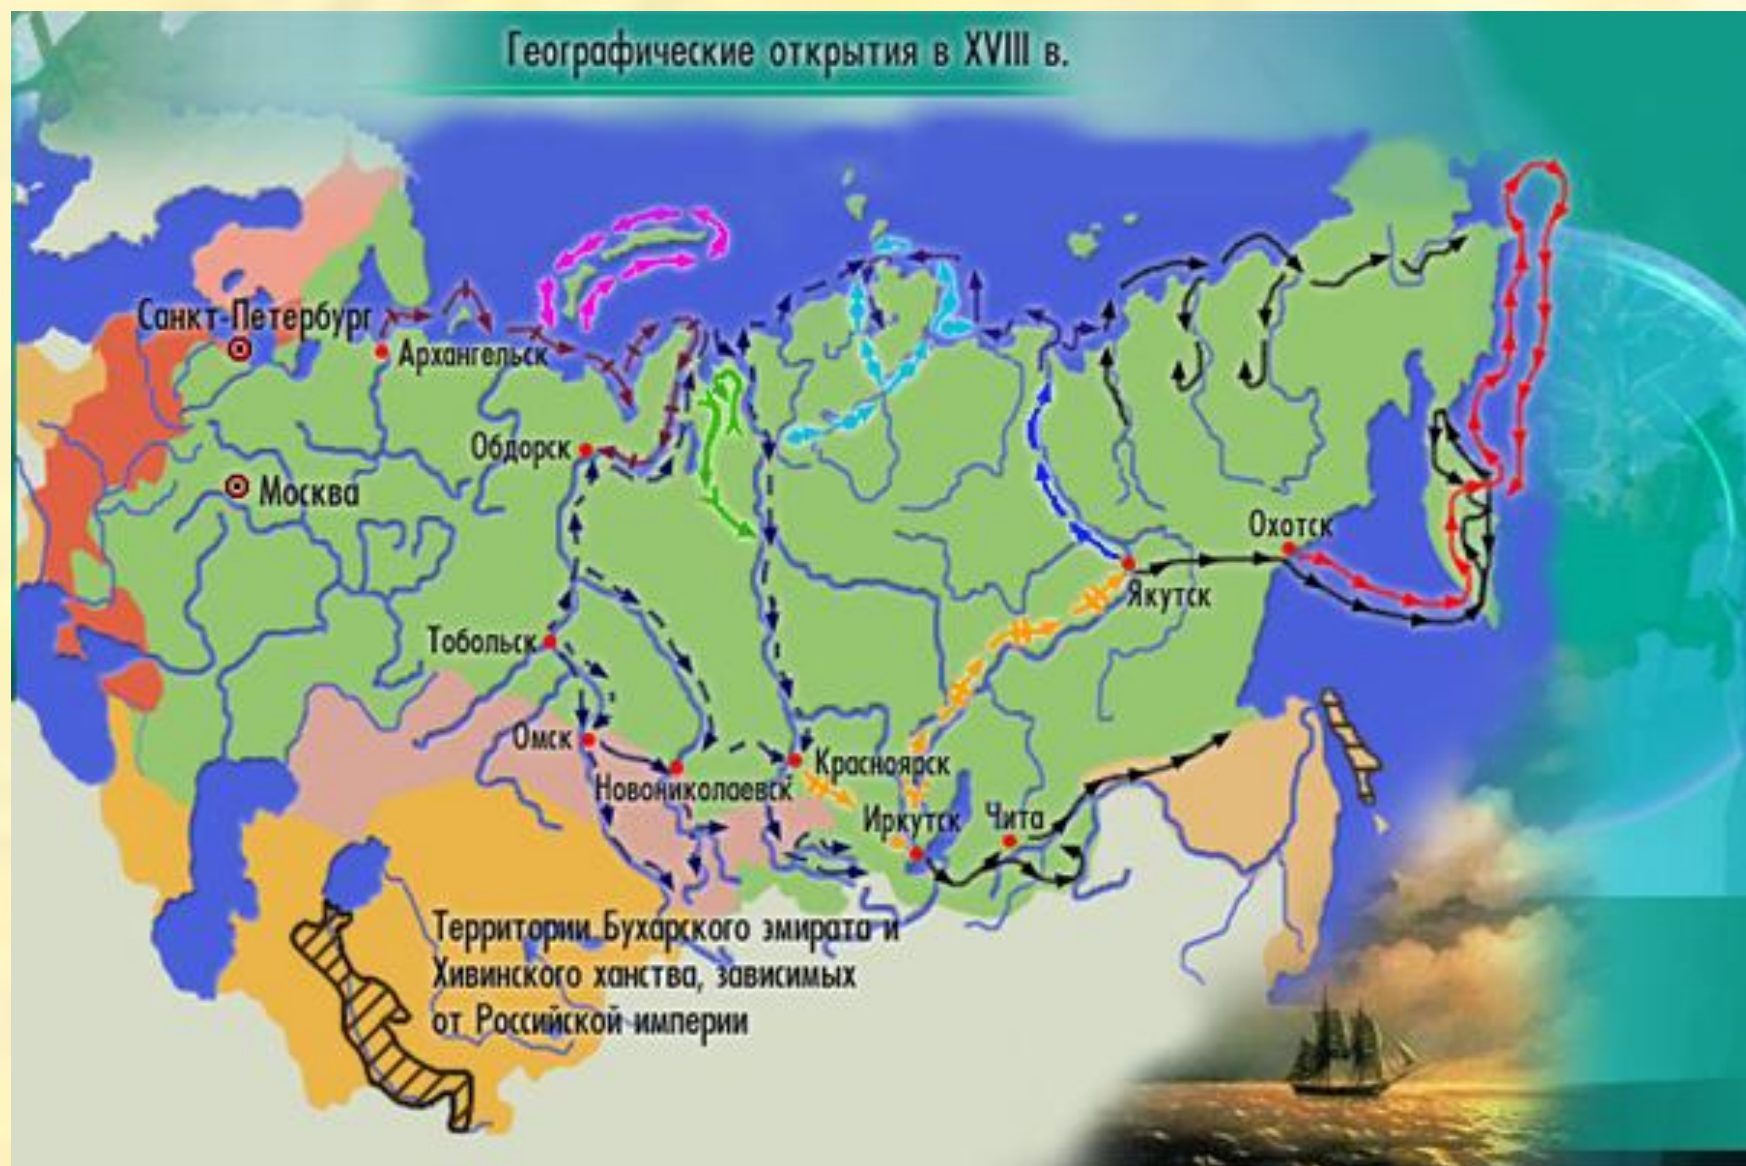 Географические открытия в XVIII в.
Санкт-Петербург
Архангельск
Обдорск
Москва
Охотск
Якутск
Тобольск
Омск
Новониколаевск
Красноярск
Иркутск
Чита
Территории Бухарского эмирата и
Хивинского ханства, зависимых
от Российской империи